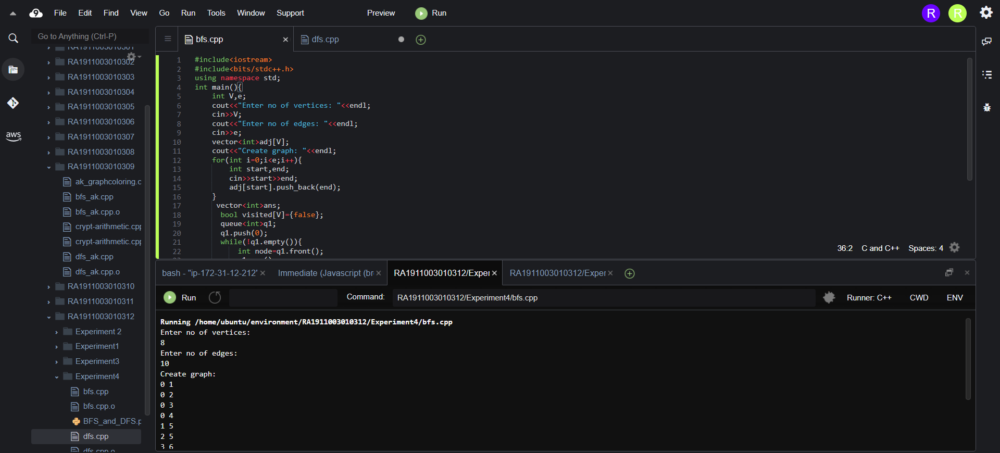 File Edit Find View Go Run Tools Window Support Preview Run R R
Go to Anything (Ctrl-P)
RA1911003010301
RA1911003010302
RA1911003010303
RA1911003010304
RA1911003010305
RA1911003010306
RA1911003010307
RA1911003010308
RA1911003010309
ak_graphcoloring.c
bfs_ak.cpp
bfs_ak.cpp.o
crypt-arithmetic.cpp
crypt-arithmetic.cpp
dfs_ak.cpp
dfs_ak.cpp.o
RA1911003010310
RA1911003010311
RA1911003010312
Experiment 2
Experiment1
Experiment3
Experiment4
bfs.cpp
bfs.cpp.o
BFS_and_DFS.p
dfs.cpp
dfs.cpp.o
aws
bfs.cpp dfs.cpp
1 #include<iostream>
2 #include<bits/stdc++.h>
3 using namespace std;
4 int main(){
5 int V,e;
6 cout<<"Enter no of vertices: "<<endl;
7 cin>>V;
8 cout<<"Enter no of edges: "<<endl;
9 cin>>e;
10 vector<int>adj[V];
11 cout<<"Create graph: "<<endl;
12 for(int i=0;i<e;i++){
13 int start,end;
14 cin>>start>>end;
15 adj[start].push_back(end);
16 }
17 vector<int>ans;
18 bool visited[V]={false};
19 queue<int>q1;
20 q1.push(0);
21 while(!q1.empty()){
22 int node=q1.front();
36:2 C and C++ Spaces: 4
bash - "ip-172-31-12-212" Immediate (Javascript (br RA1911003010312/Exper RA1911003010312/Exper
Run Command: RA1911003010312/Experiment4/bfs.cpp Runner: C++ CWD ENV
Running /home/ubuntu/environment/RA1911003010312/Experiment4/bfs.cpp
Enter no of vertices:
8
Enter no of edges:
10
Create graph:
0 1
0 2
0 3
0 4
1 5
2 5
3 6